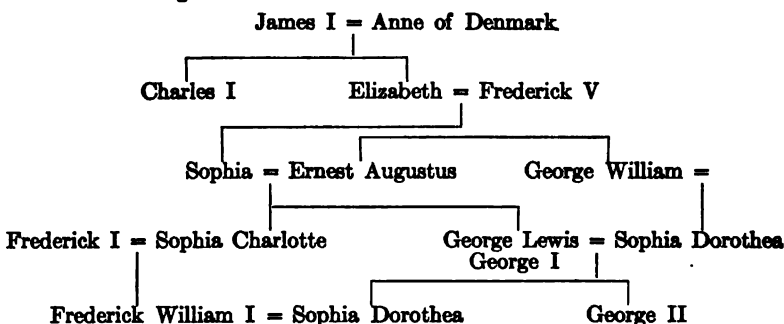 James I = Anne of Denmark
Charles I Elizabeth = Frederick V
Sophia = Ernest Augustus George William =
Frederick I = Sophia Charlotte George Lewis = Sophia Dorothea
George I
Frederick William I = Sophia Dorothea George II